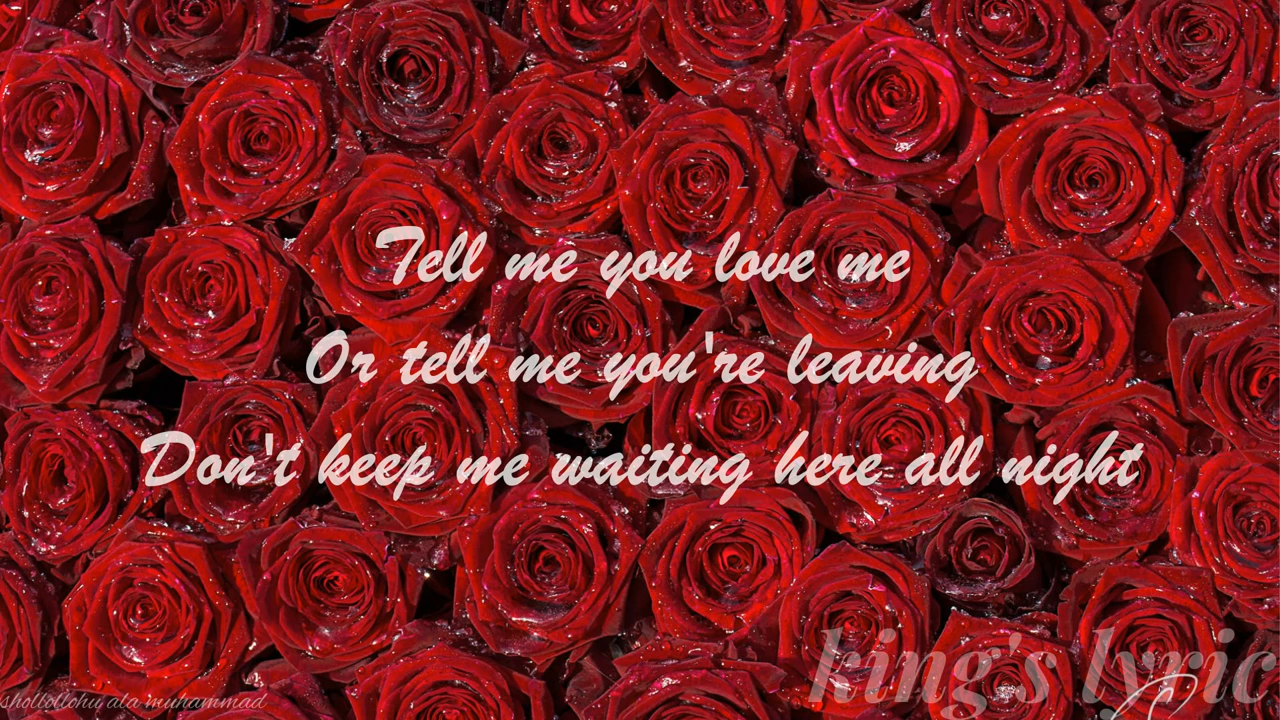 Tell me you love me
Or tell me you're leaving
Don't keep me waiting here all night
king's lyric
shollollohu ala muhammad